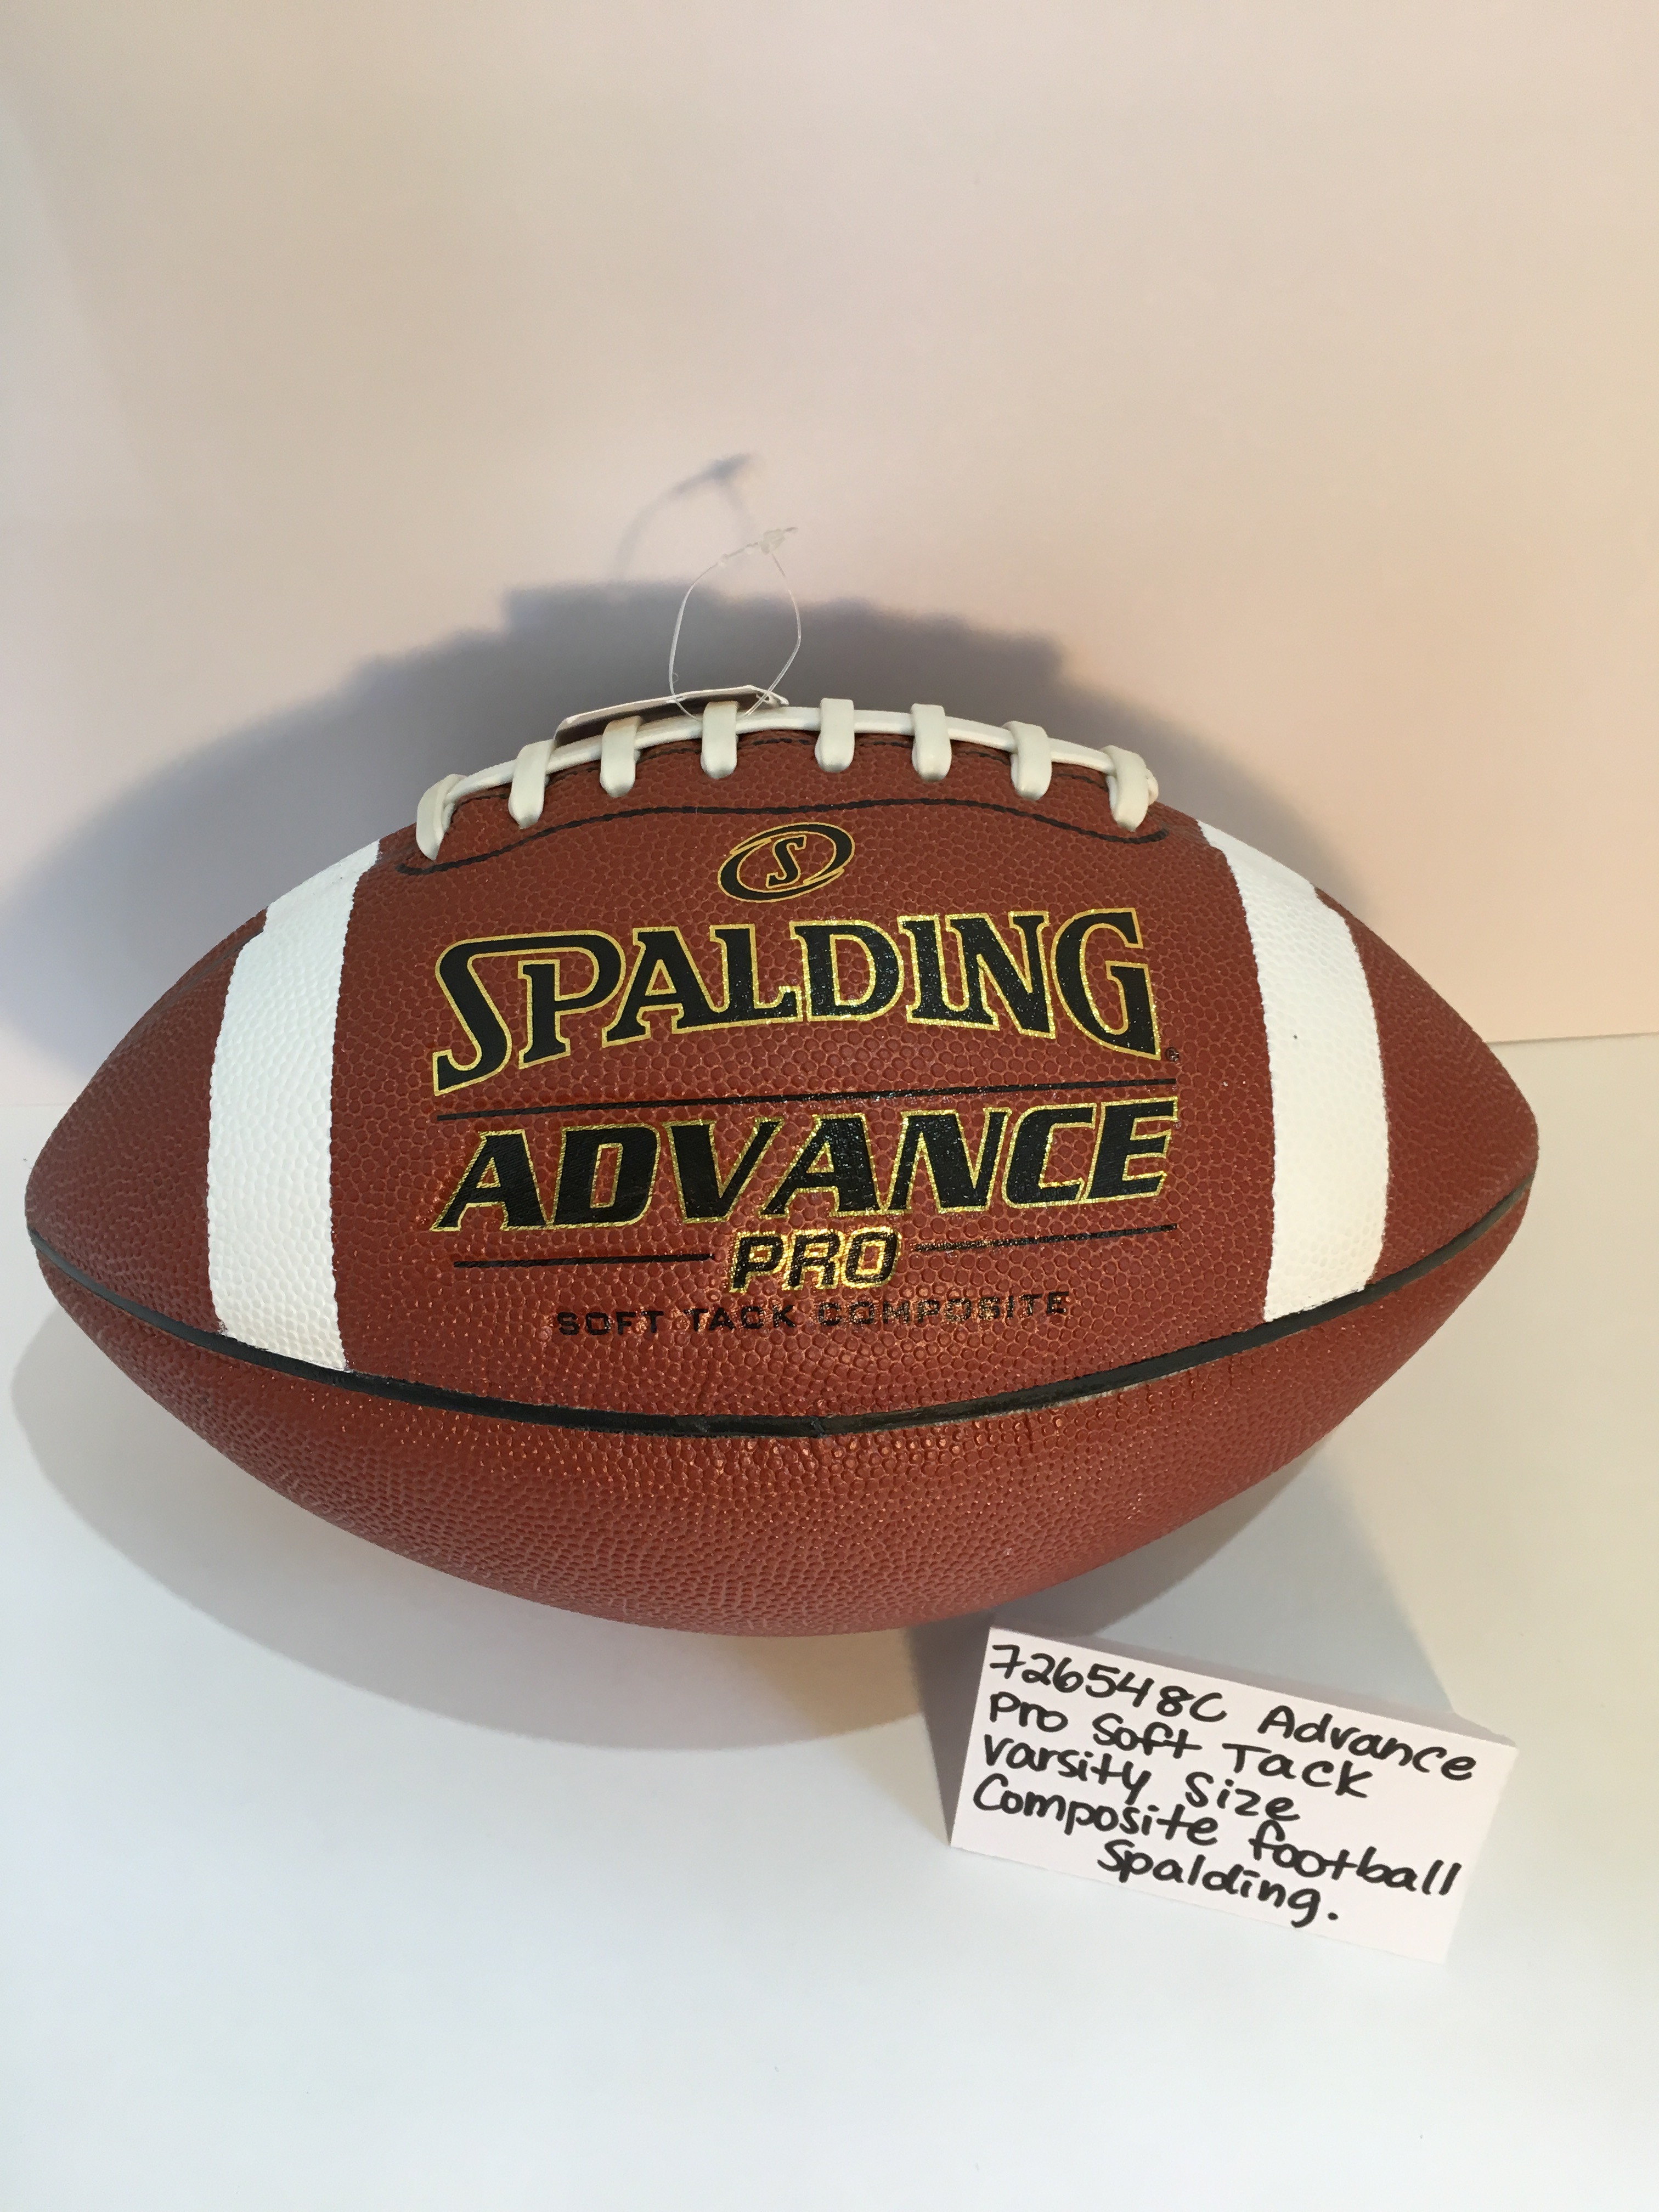 S
SPALDING®
ADVANCE
PRO
SOFT TACK COMPOSITE
726548C Advance
Pro Soft Tack
varsity Size
Composite football
Spalding.